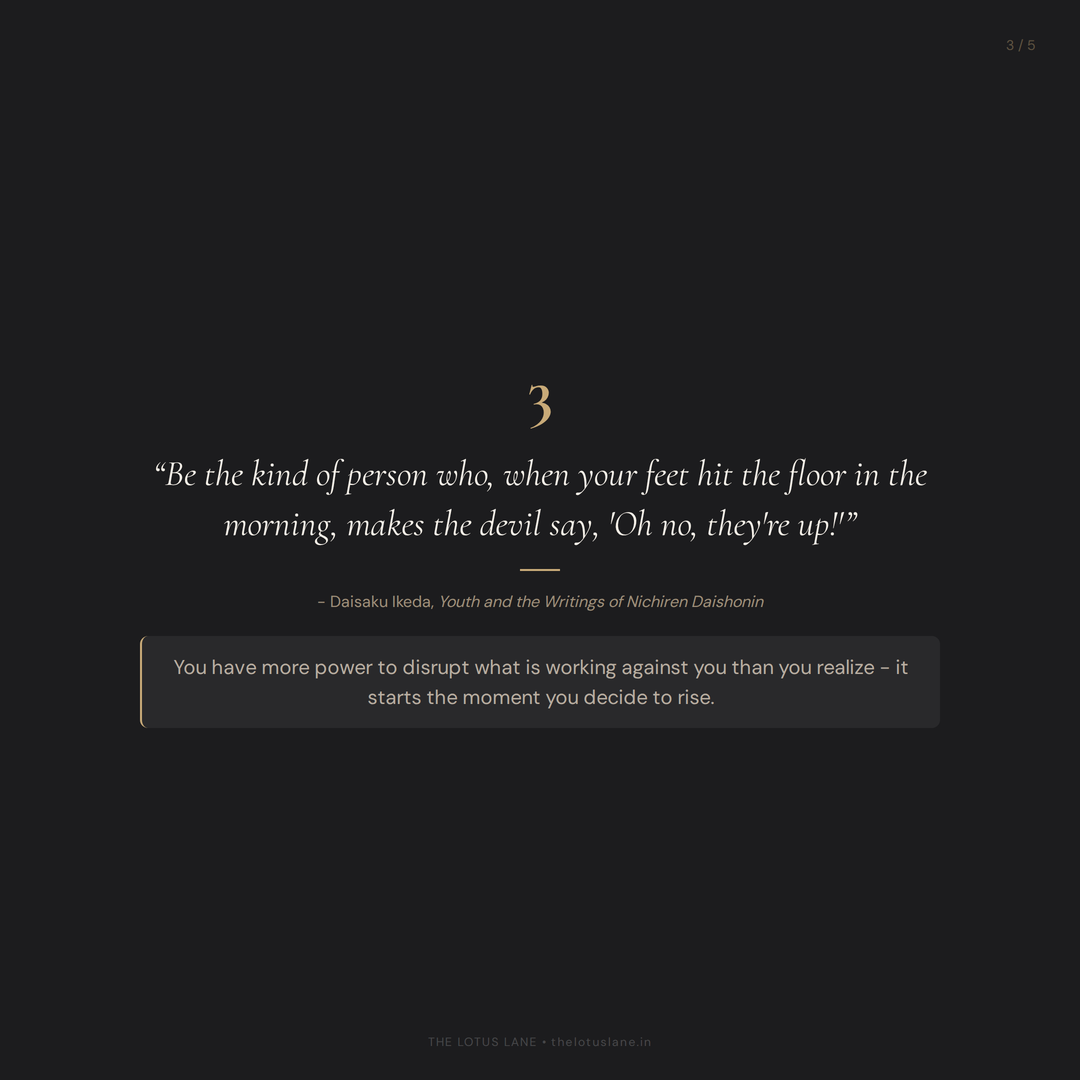 3 / 5
3
“Be the kind of person who, when your feet hit the floor in the
morning, makes the devil say, 'Oh no, they're up!'”
– Daisaku Ikeda, Youth and the Writings of Nichiren Daishonin
You have more power to disrupt what is working against you than you realize – it
starts the moment you decide to rise.
THE LOTUS LANE • thelotuslane.in